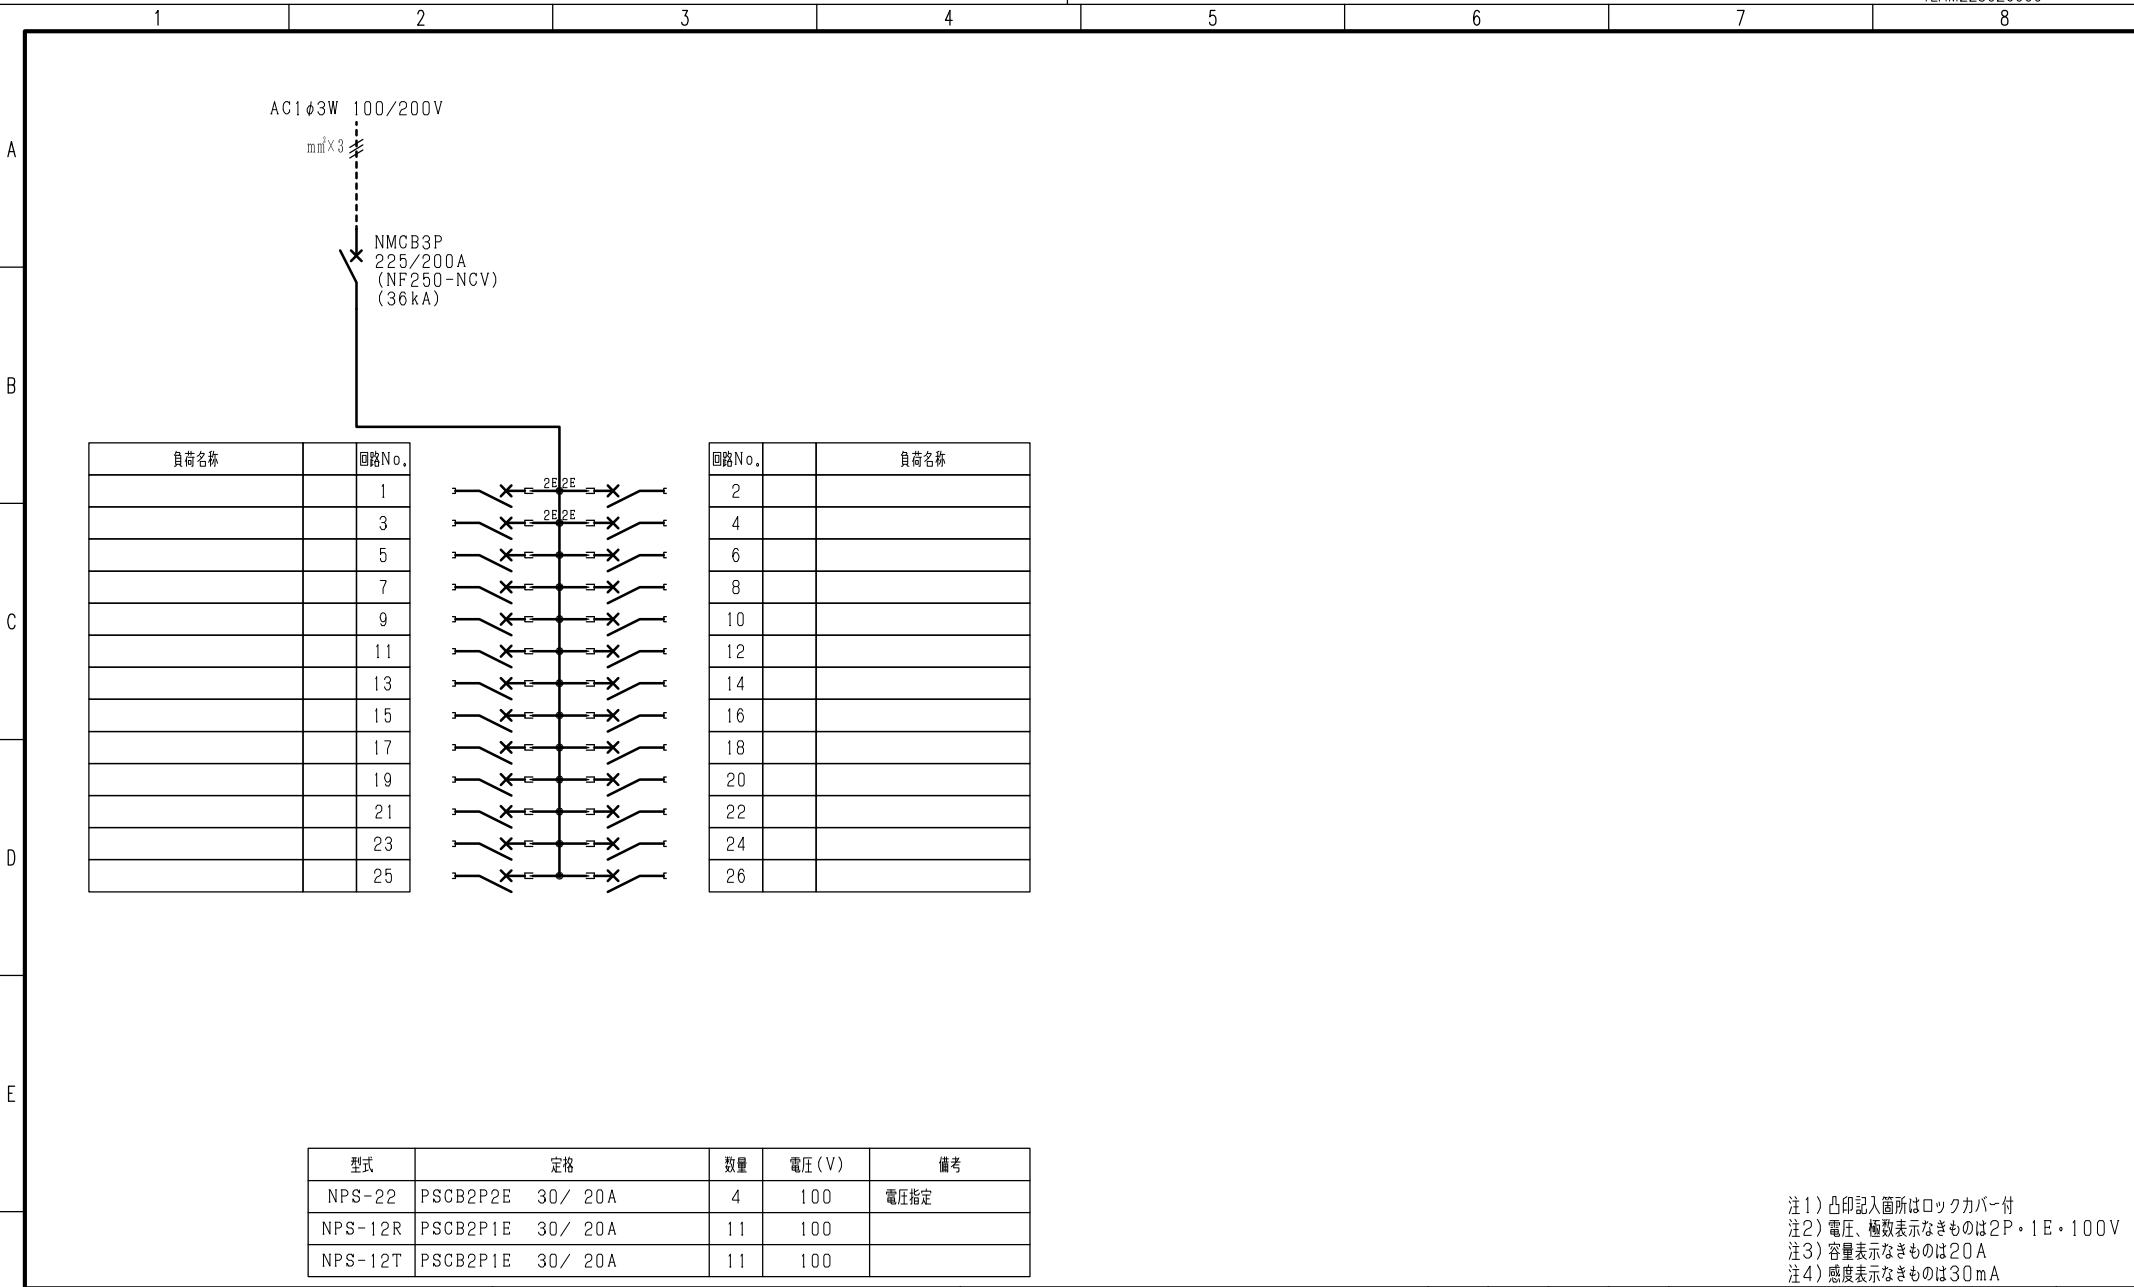 1 2 3 4 5 6 7 8
A
B
C
D
E
AC1φ3W 100/200V
mm²×3
NMCB3P
225/200A
(NF250-NCV)
(36kA)
負荷名称 回路No. 回路No. 負荷名称
1 2E 2E 2
3 2E 2E 4
5 6
7 8
9 10
11 12
13 14
15 16
17 18
19 20
21 22
23 24
25 26
型式 定格 数量 電圧(V) 備考
NPS-22 PSCB2P2E 30/ 20A 4 100 電圧指定
NPS-12R PSCB2P1E 30/ 20A 11 100
NPS-12T PSCB2P1E 30/ 20A 11 100
注1)凸印記入箇所はロックカバー付
注2)電圧、極数表示なきものは2P・1E・100V
注3)容量表示なきものは20A
注4)感度表示なきものは30mA